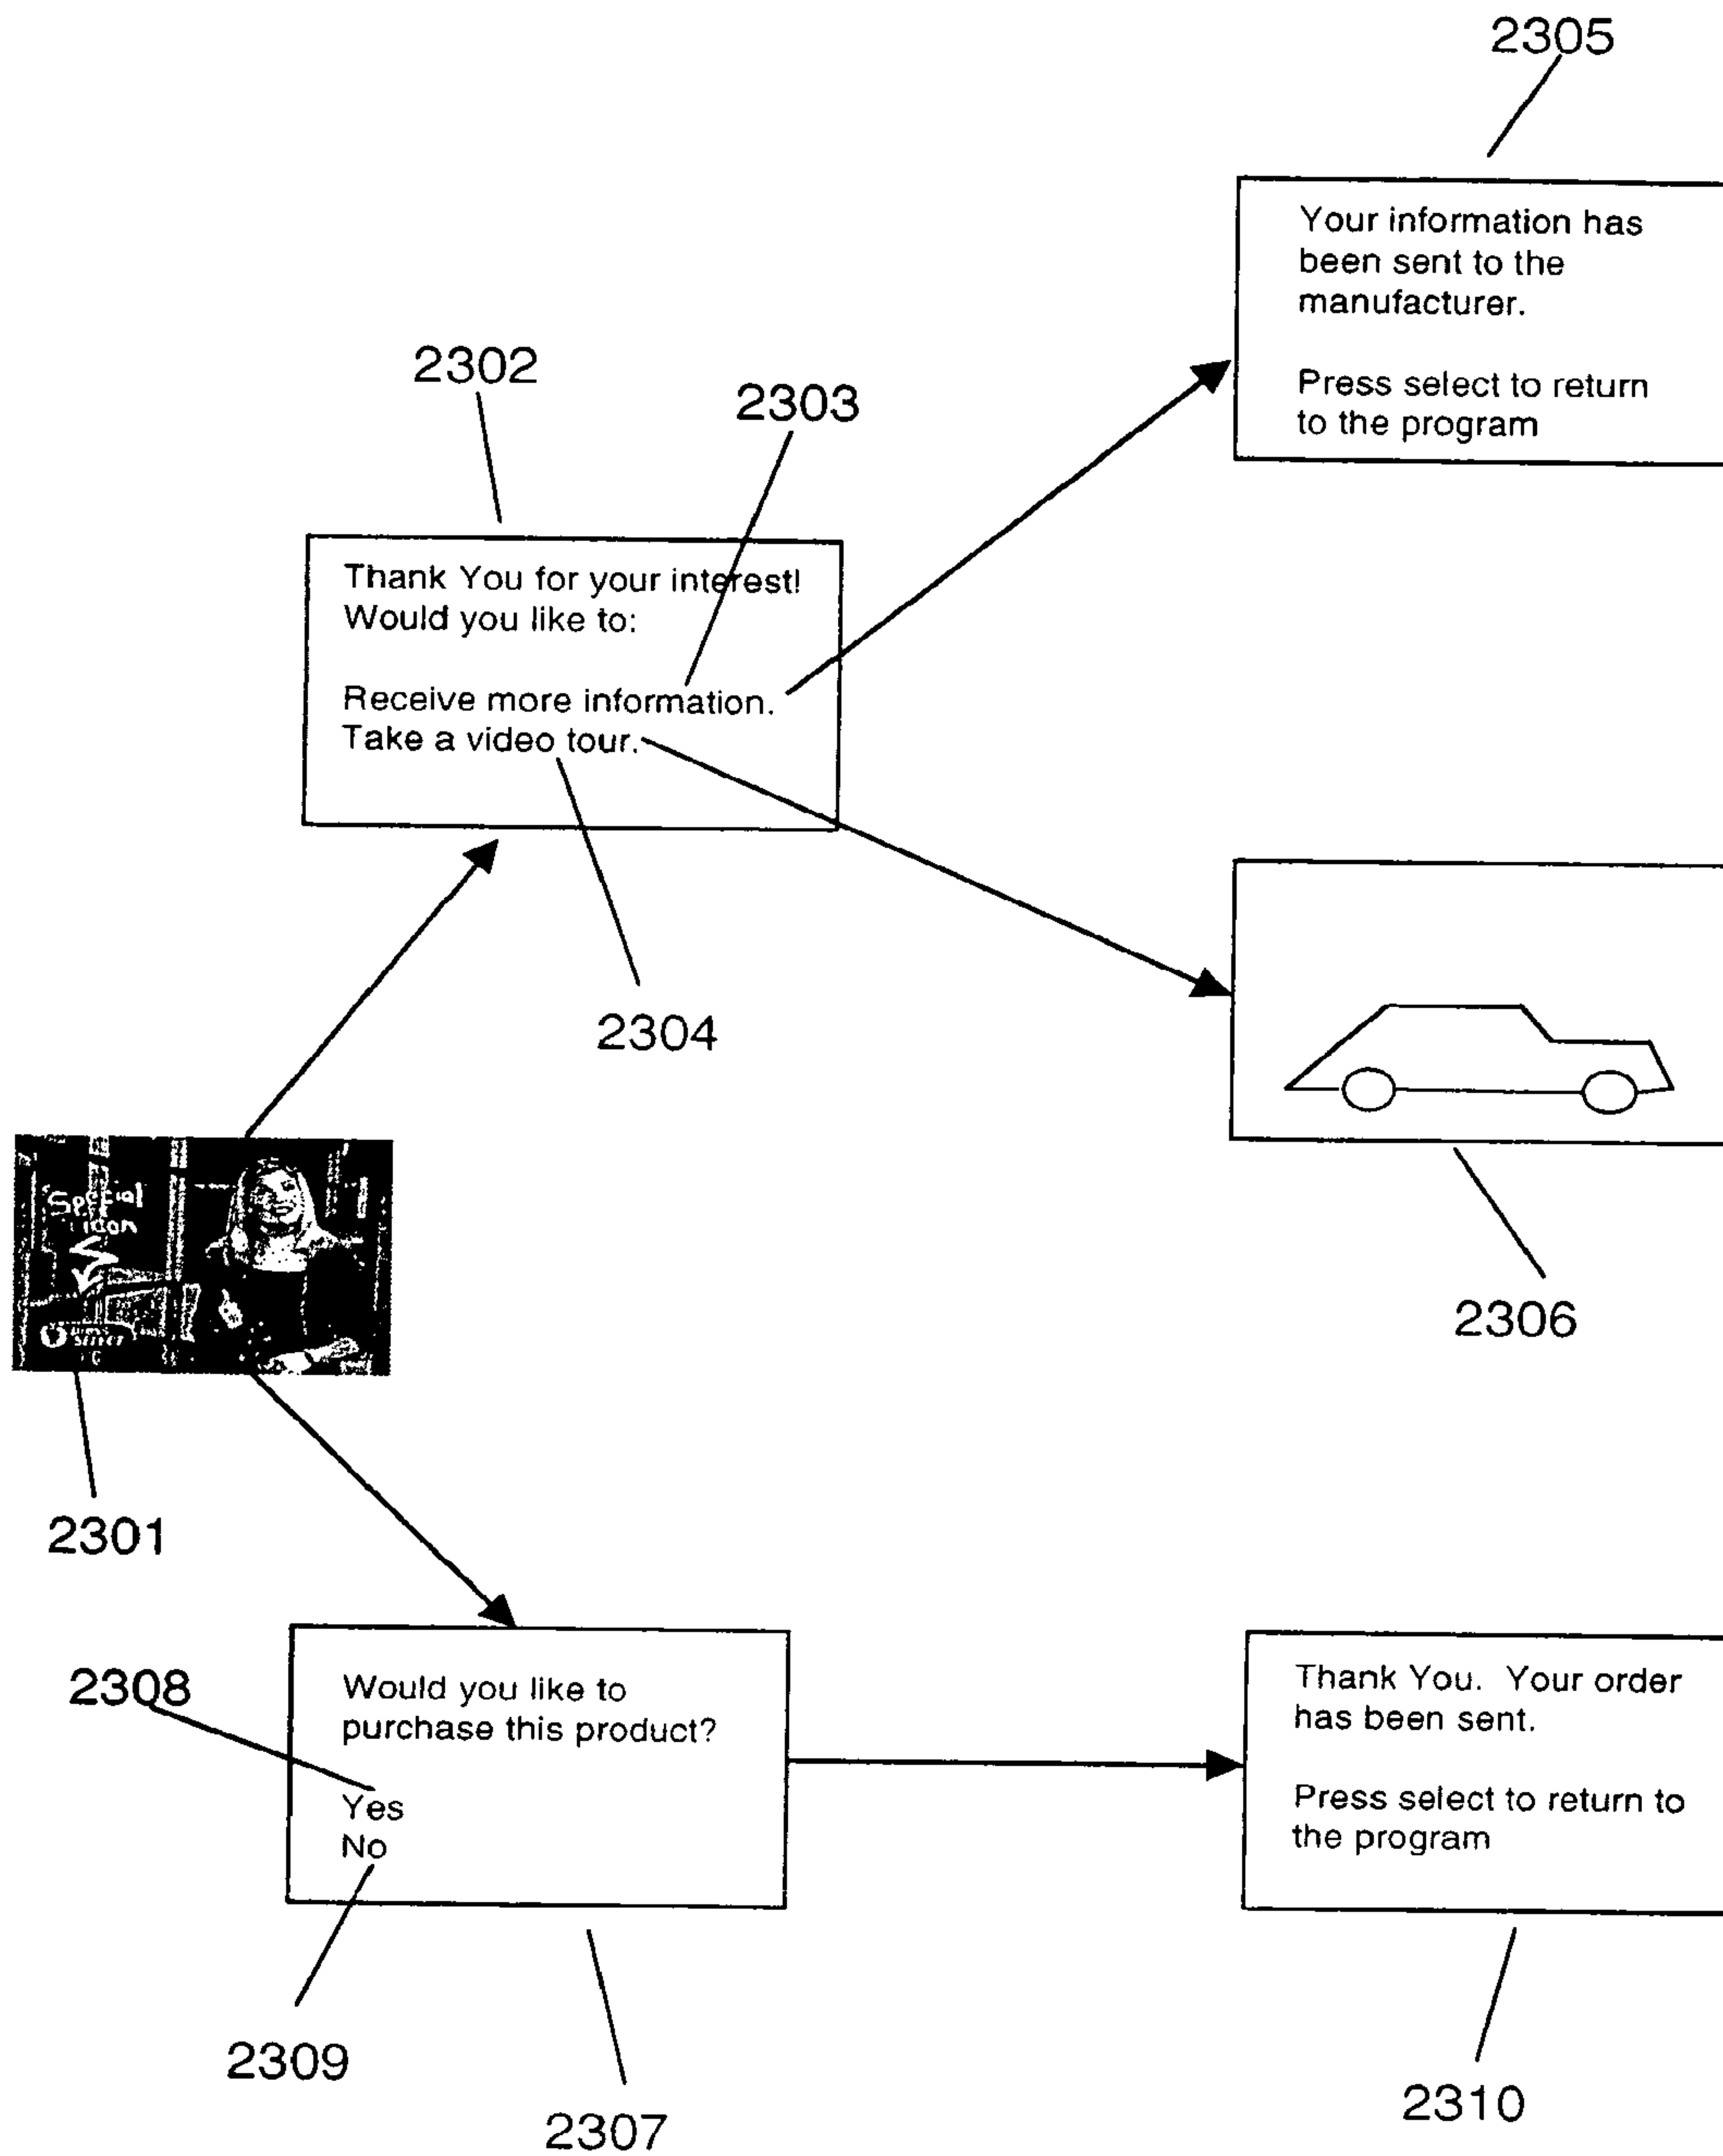 2305
Your information has
been sent to the
manufacturer.
Press select to return
to the program
2302
2303
Thank You for your interest!
Would you like to:
Receive more information.
Take a video tour.
2304
2306
Special
icon
2301
2308
Would you like to
purchase this product?
Yes
No
2309
2307
Thank You. Your order
has been sent.
Press select to return to
the program
2310